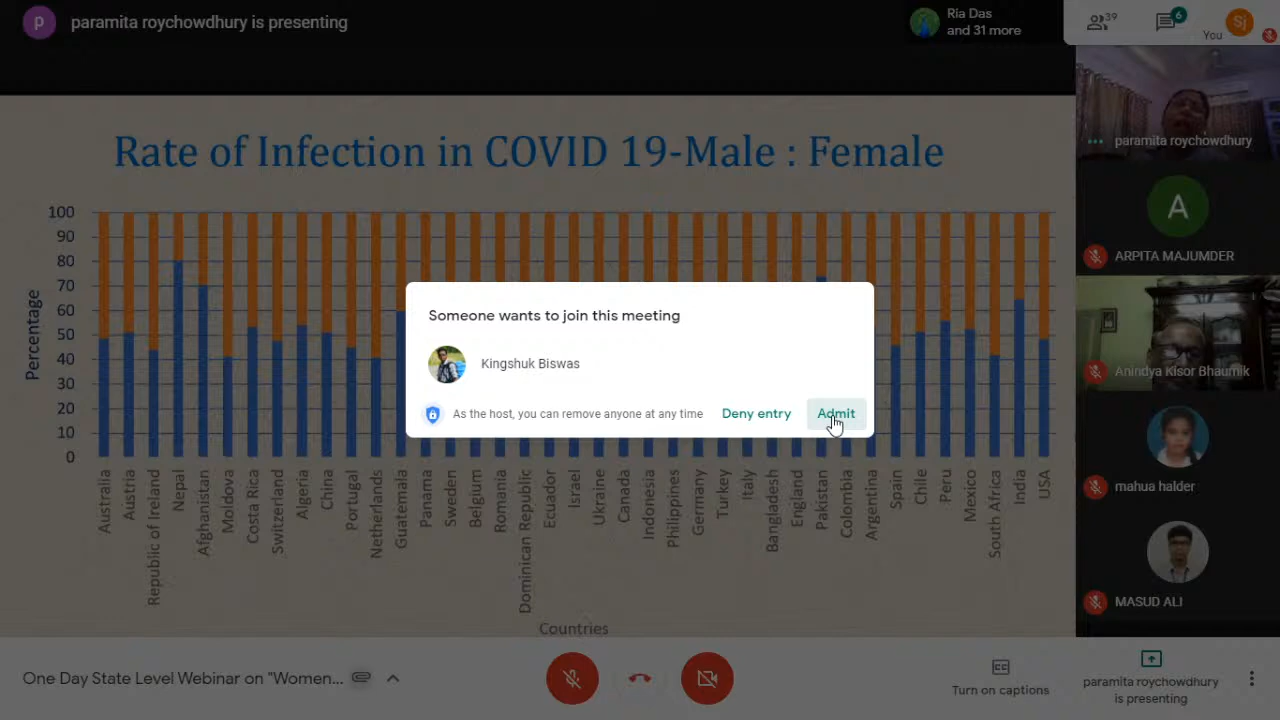 p
paramita roychowdhury is presenting
Ria Das
and 31 more
39
6
You
Sj
Rate of Infection in COVID 19-Male : Female
paramita roychowdhury
A
ARPITA MAJUMDER
Anindya Kisor Bhaumik
mahua halder
MASUD ALI
Percentage
100
90
80
70
60
50
40
30
20
10
0
Someone wants to join this meeting
Kingshuk Biswas
As the host, you can remove anyone at any time
Deny entry
Admit
Australia
Austria
Republic of Ireland
Nepal
Afghanistan
Moldova
Costa Rica
Switzerland
Algeria
China
Portugal
Netherlands
Guatemala
Panama
Sweden
Belgium
Romania
Dominican Republic
Ecuador
Israel
Ukraine
Canada
Indonesia
Philippines
Germany
Turkey
Italy
Bangladesh
England
Pakistan
Colombia
Argentina
Spain
Chile
Peru
Mexico
South Africa
India
USA
Countries
One Day State Level Webinar on "Women...
CC
Turn on captions
paramita roychowdhury
is presenting